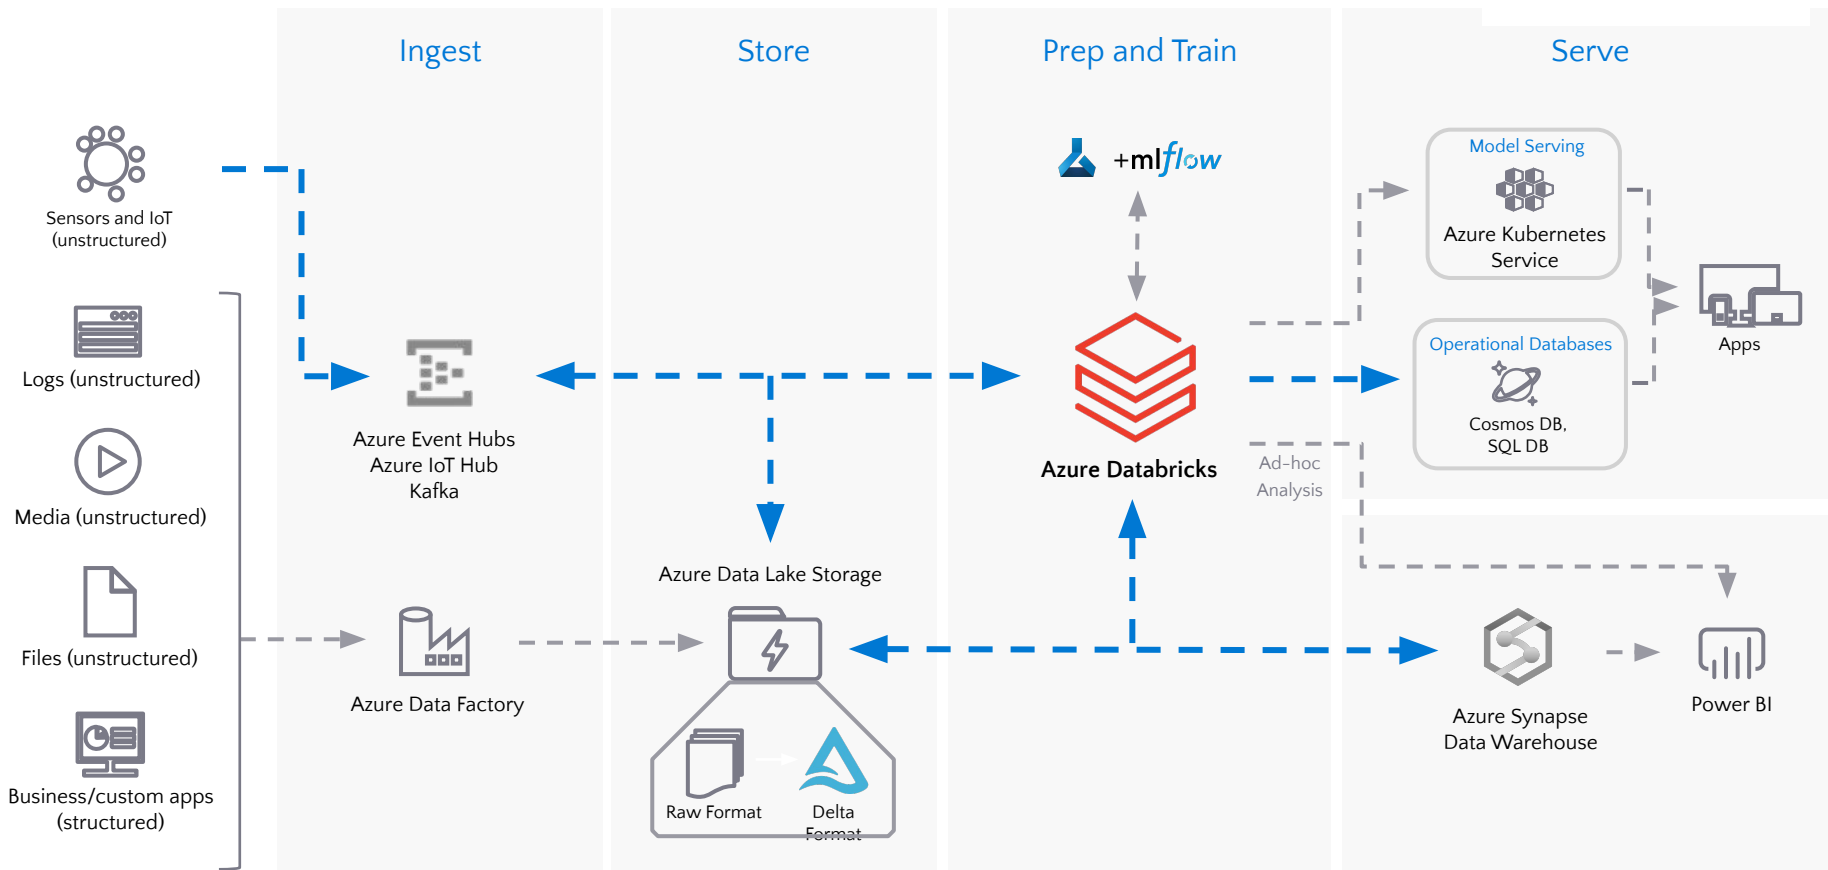 Ingest
Store
Prep and Train
Serve
Sensors and IoT
(unstructured)
Logs (unstructured)
Media (unstructured)
Files (unstructured)
Business/custom apps
(structured)
Azure Event Hubs
Azure IoT Hub
Kafka
Azure Data Factory
Azure Data Lake Storage
Raw Format
Delta
Format
+mlflow
Azure Databricks
Ad-hoc
Analysis
Model Serving
Azure Kubernetes
Service
Operational Databases
Cosmos DB,
SQL DB
Apps
Azure Synapse
Data Warehouse
Power BI